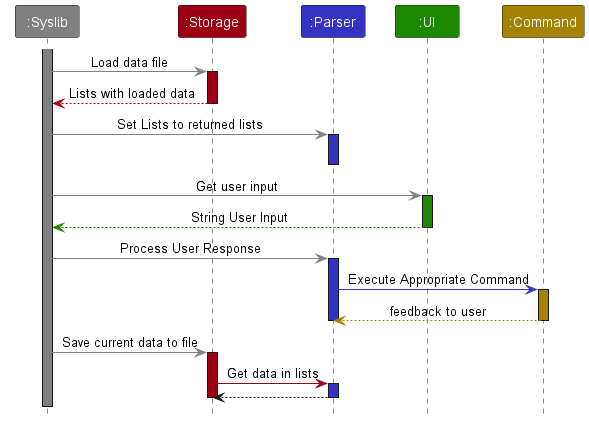 :Syslib :Storage :Parser :UI :Command
Load data file
Lists with loaded data
Set Lists to returned lists
Get user input
String User Input
Process User Response
Execute Appropriate Command
feedback to user
Save current data to file
Get data in lists